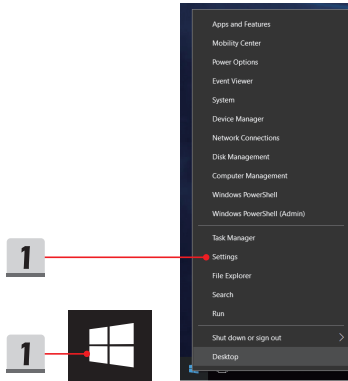 Apps and Features
Mobility Center
Power Options
Event Viewer
System
Device Manager
Network Connections
Disk Management
Computer Management
Windows PowerShell
Windows PowerShell (Admin)
Task Manager
1
Settings
File Explorer
Search
Run
Shut down or sign out
1
Desktop